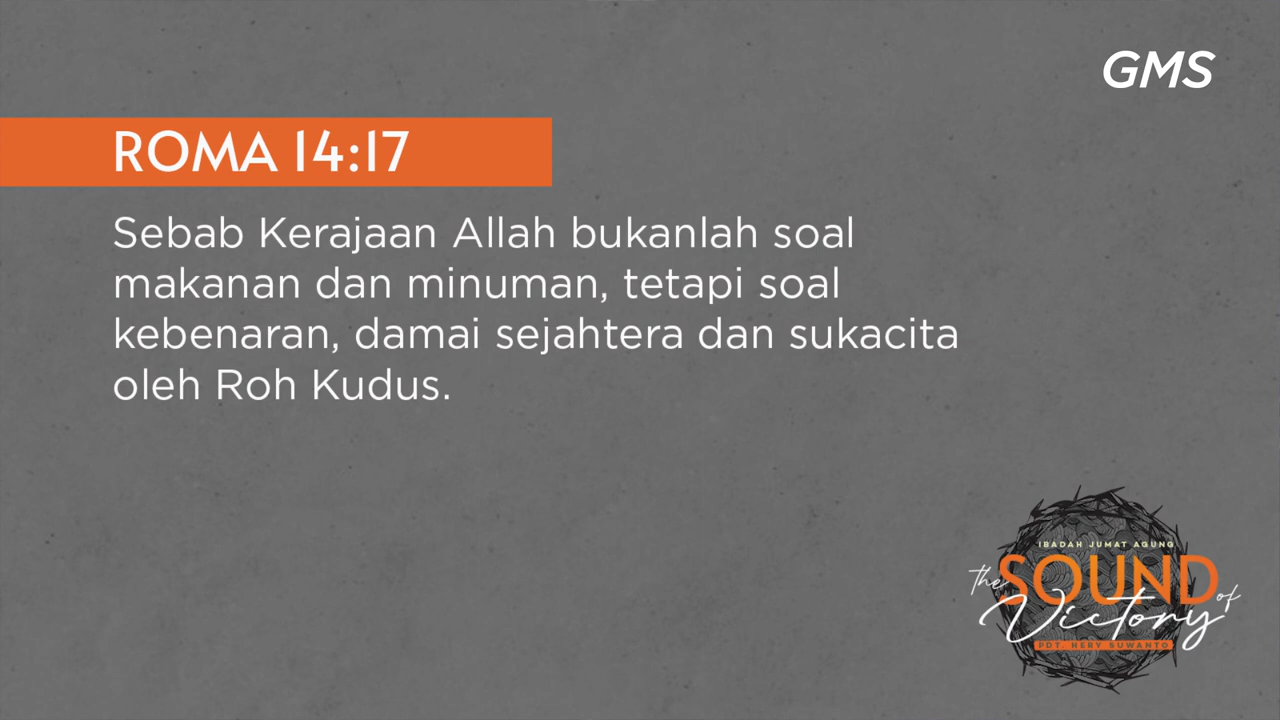 GMS
ROMA 14:17
Sebab Kerajaan Allah bukanlah soal
makanan dan minuman, tetapi soal
kebenaran, damai sejahtera dan sukacita
oleh Roh Kudus.
IBADAH JUMAT AGUNG
The SOUND of
Victory
PDT. HERY SUWANTO